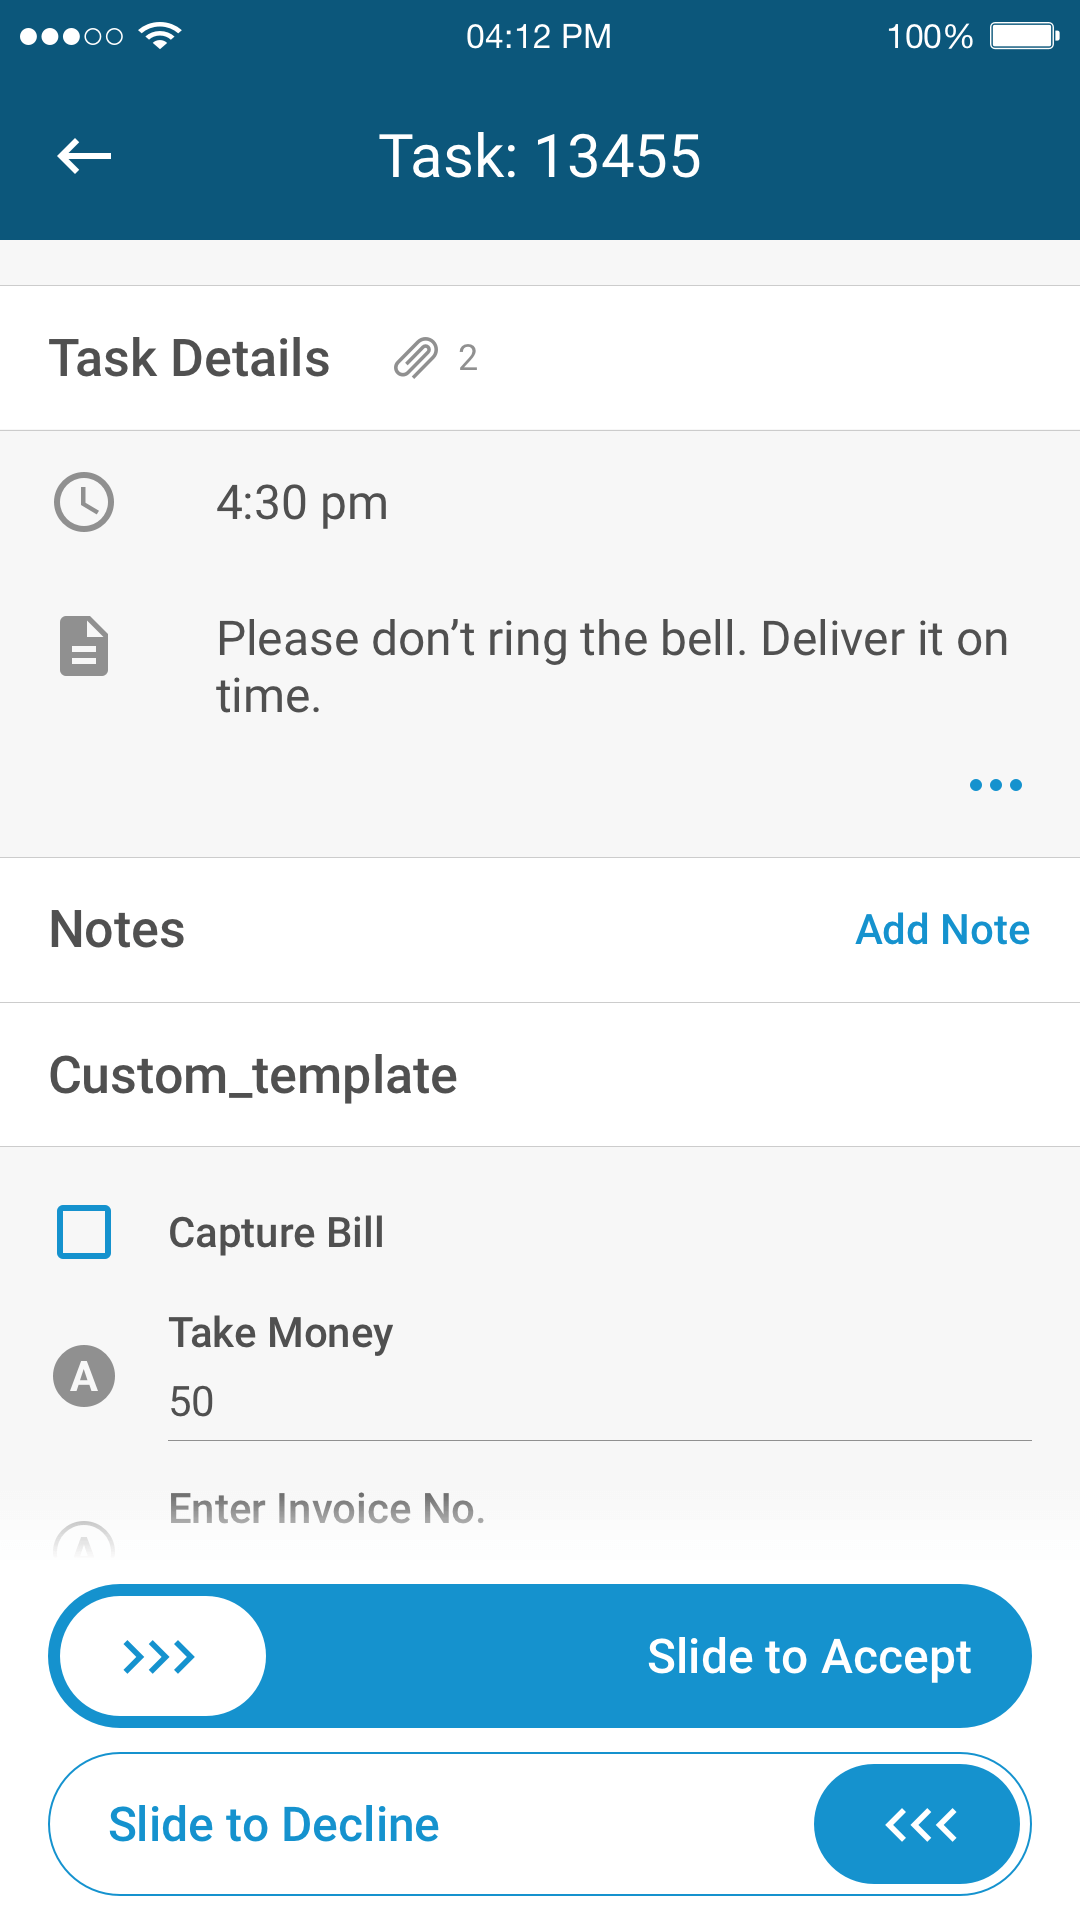 04:12 PM
100%
Task: 13455
Task Details
2
4:30 pm
Please don’t ring the bell. Deliver it on
time.
Notes
Add Note
Custom_template
Capture Bill
Take Money
A
50
Enter Invoice No.
A
Slide to Accept
Slide to Decline